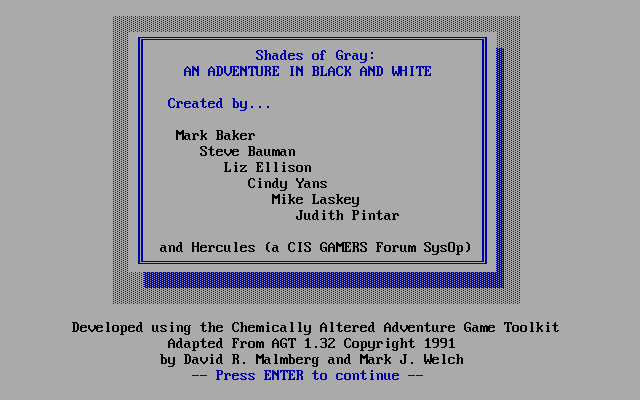 Shades of Gray:
AN ADVENTURE IN BLACK AND WHITE
Created by...
Mark Baker
Steve Bauman
Liz Ellison
Cindy Yans
Mike Laskey
Judith Pintar
and Hercules (a CIS GAMERS Forum SysOp)
Developed using the Chemically Altered Adventure Game Toolkit
Adapted From AGT 1.32 Copyright 1991
by David R. Malmberg and Mark J. Welch
-- Press ENTER to continue --